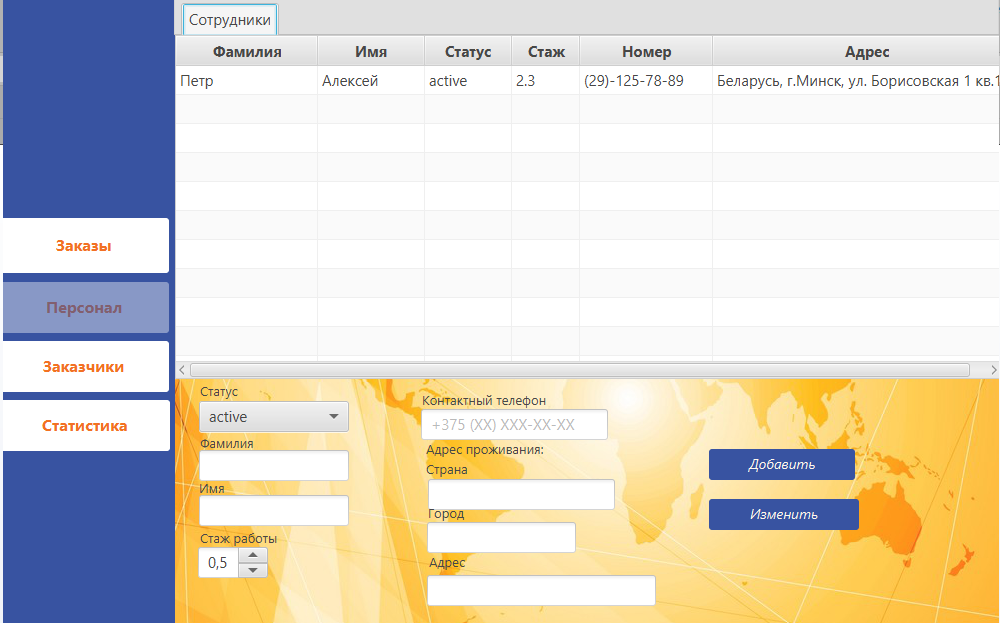 Сотрудники
Фамилия Имя Статус Стаж Номер Адрес
Петр Алексей active 2.3 (29)-125-78-89 Беларусь, г.Минск, ул. Борисовская 1 кв.1
Заказы
Персонал
Заказчики
Статистика
Статус
active
Фамилия
Имя
Стаж работы
0,5
Контактный телефон
+375 (XX) XXX-XX-XX
Адрес проживания:
Страна
Город
Адрес
Добавить
Изменить